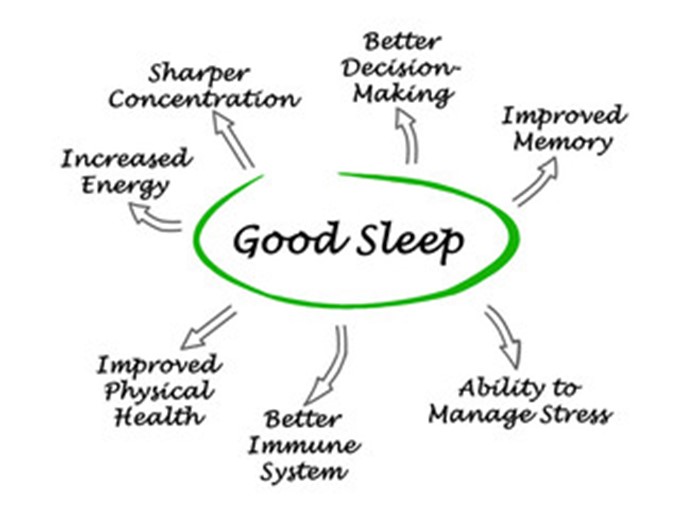 Better
Decision-
Making
Sharper
Concentration
Improved
Memory
Increased
Energy
Good Sleep
Improved
Physical
Health
Better
Immune
System
Ability to
Manage Stress